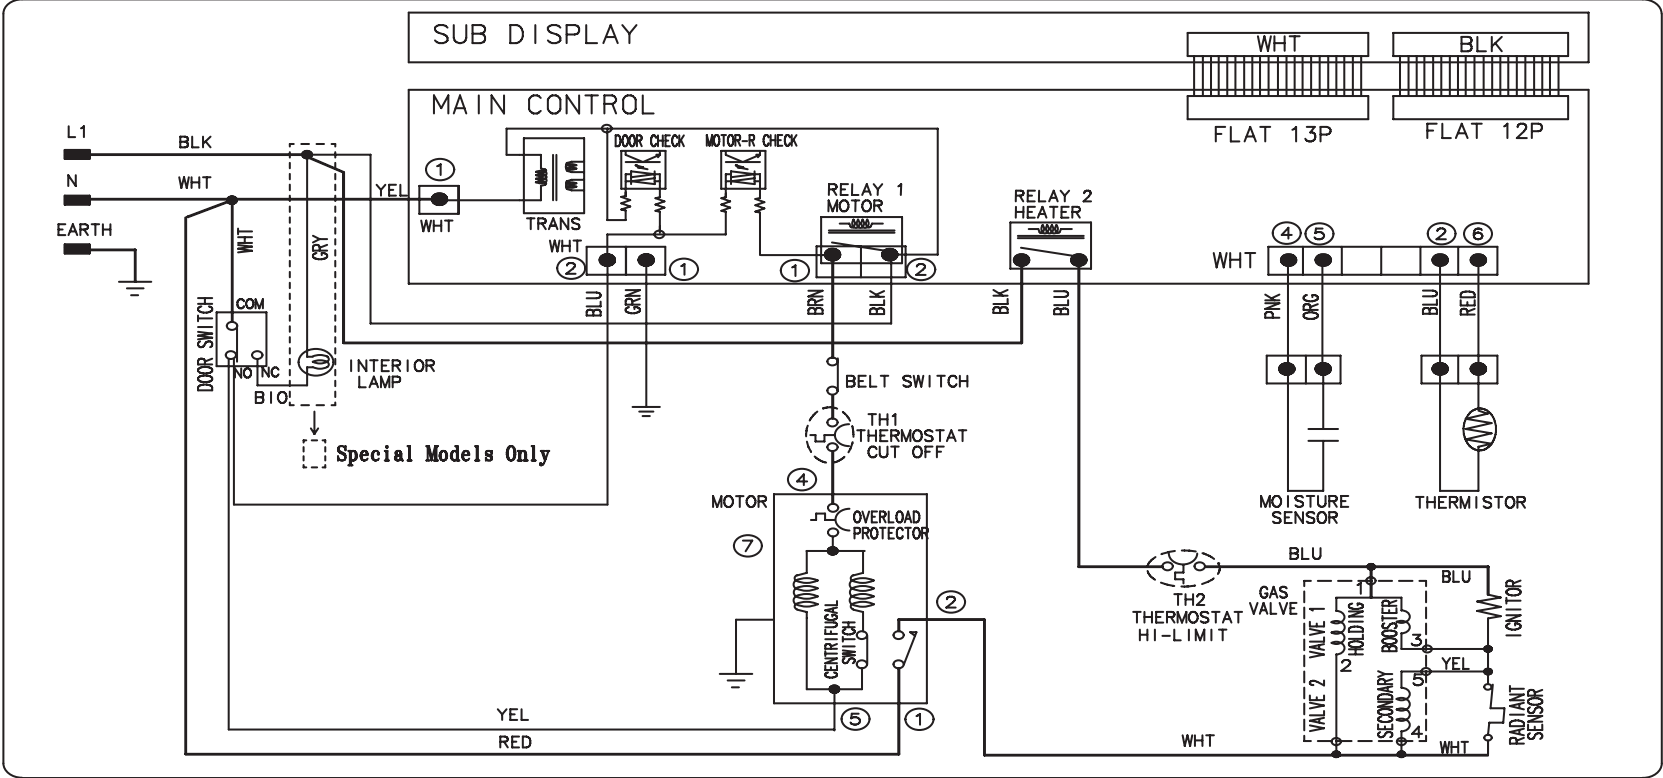 SUB DISPLAY
WHT
BLK
MAIN CONTROL
FLAT 13P
FLAT 12P
L1
BLK
N
WHT
YEL
EARTH
1
WHT
TRANS
DOOR CHECK
MOTOR-R CHECK
RELAY 1
MOTOR
RELAY 2
HEATER
WHT
2
1
1
2
WHT
4
5
2
6
WHT
GRY
BLU
GRN
BRN
BLK
BLK
BLU
PNK
ORG
BLU
RED
DOOR SWITCH
COM
NO
NC
BIO
INTERIOR
LAMP
Special Models Only
BELT SWITCH
TH1
THERMOSTAT
CUT OFF
4
MOTOR
OVERLOAD
PROTECTOR
7
CENTRIFUGAL
SWITCH
2
5
1
YEL
RED
MOISTURE
SENSOR
THERMISTOR
BLU
BLU
TH2
THERMOSTAT
HI-LIMIT
GAS
VALVE
1
VALVE 1
HOLDING
BOOSTER
3
2
YEL
5
VALVE 2
SECONDARY
4
IGNITOR
RADIANT
SENSOR
WHT
WHT